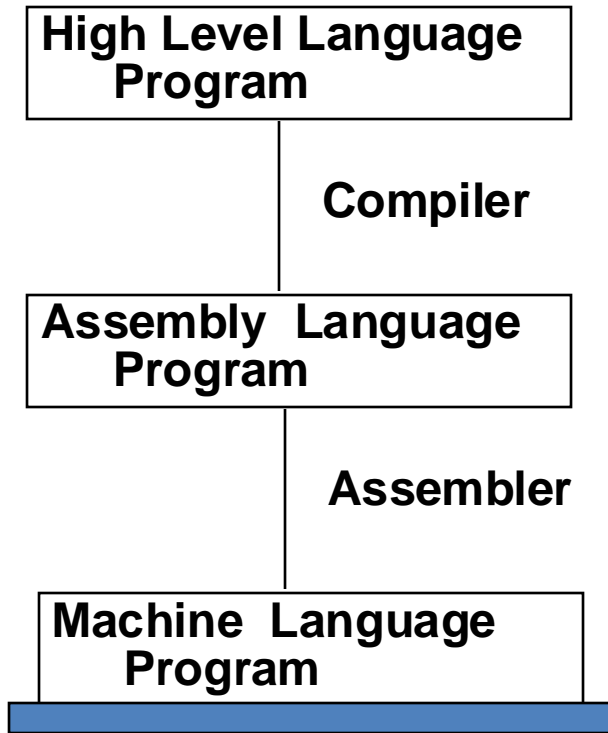 High Level Language
Program
Compiler
Assembly Language
Program
Assembler
Machine Language
Program